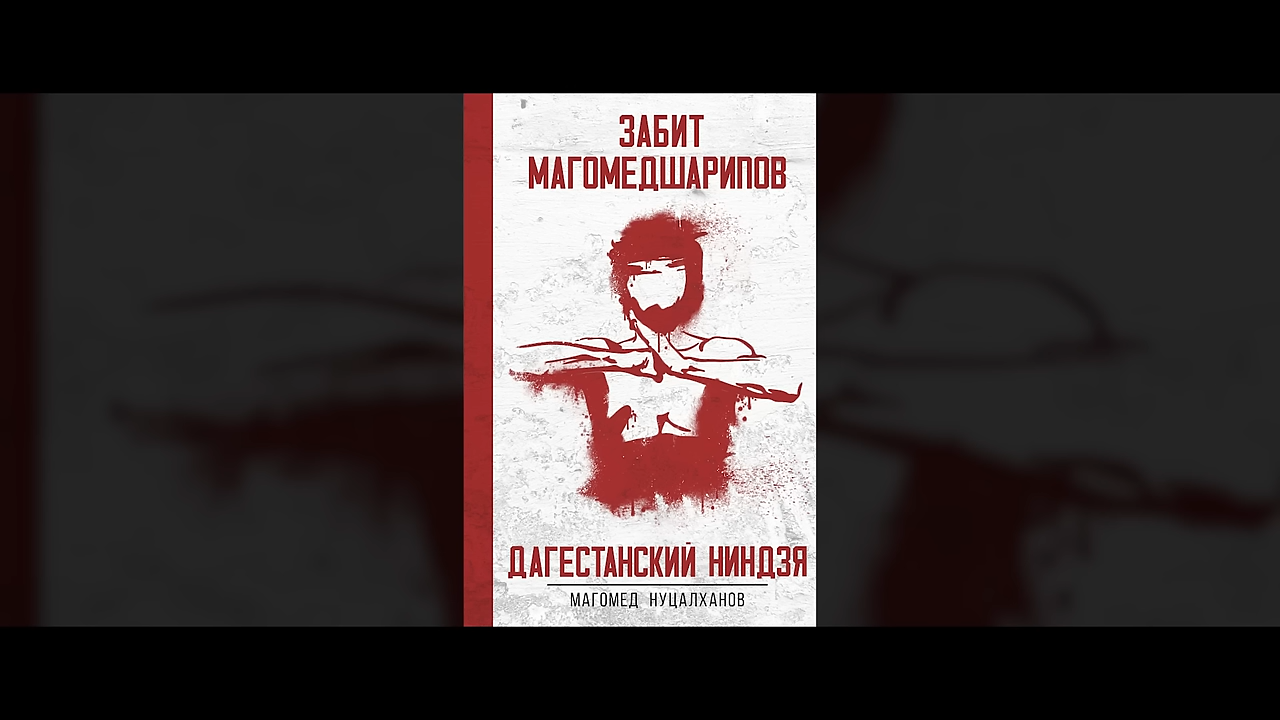 ЗАБИТ
МАГОМЕДШАРИПОВ
ДАГЕСТАНСКИЙ НИНДЗЯ
МАГОМЕД НУЦАЛХАНОВ